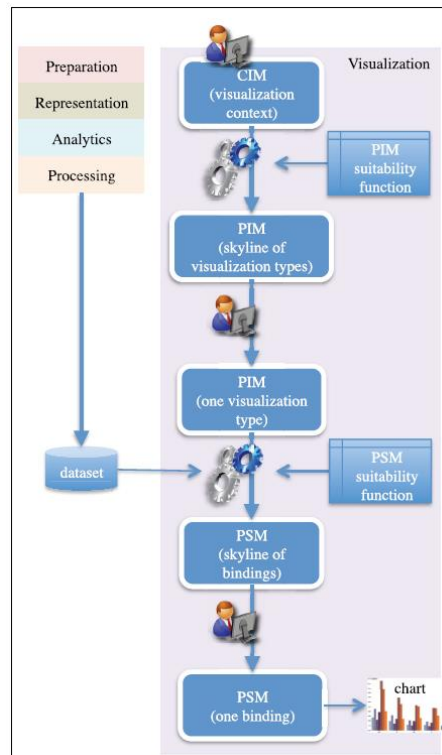 Preparation
Representation
Analytics
Processing
Visualization
CIM
(visualization
context)
PIM
suitability
function
PIM
(skyline of
visualization types)
PIM
(one visualization
type)
dataset
PSM
suitability
function
PSM
(skyline of
bindings)
PSM
(one binding)
chart